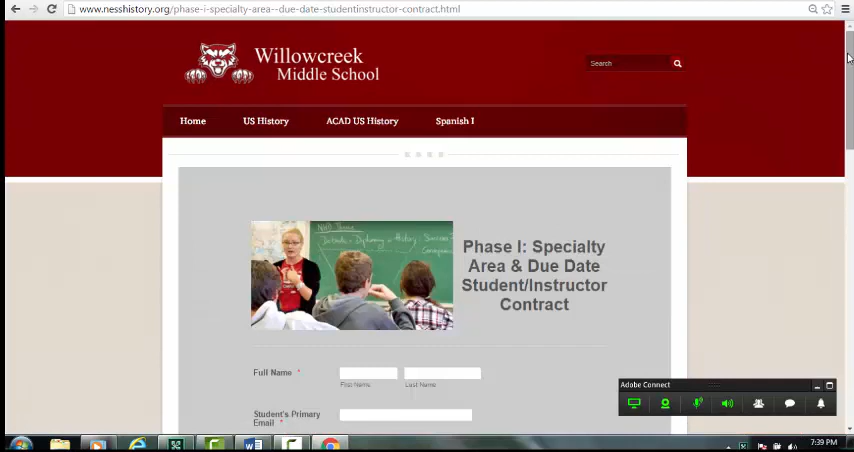 www.nesshistory.org/phase-i-specialty-area--due-date-studentinstructor-contract.html
Willowcreek
Middle School
Search
Home US History ACAD US History Spanish I
Phase I: Specialty
Area & Due Date
Student/Instructor
Contract
Full Name *
First Name Last Name
Student's Primary
Email *
Adobe Connect
7:39 PM